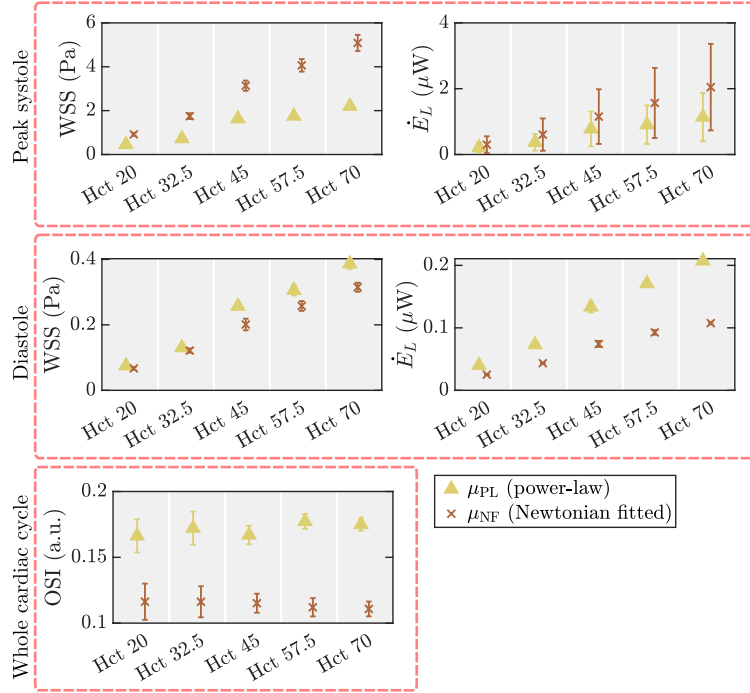 Peak systole
WSS (Pa)
6
4
2
0
Hct 20
Hct 32.5
Hct 45
Hct 57.5
Hct 70
Ė_L (μW)
4
2
0
Hct 20
Hct 32.5
Hct 45
Hct 57.5
Hct 70
Diastole
WSS (Pa)
0.4
0.2
0
Hct 20
Hct 32.5
Hct 45
Hct 57.5
Hct 70
Ė_L (μW)
0.2
0.1
0
Hct 20
Hct 32.5
Hct 45
Hct 57.5
Hct 70
Whole cardiac cycle
OSI (a.u.)
0.2
0.15
0.1
Hct 20
Hct 32.5
Hct 45
Hct 57.5
Hct 70
μ_PL (power-law)
μ_NF (Newtonian fitted)